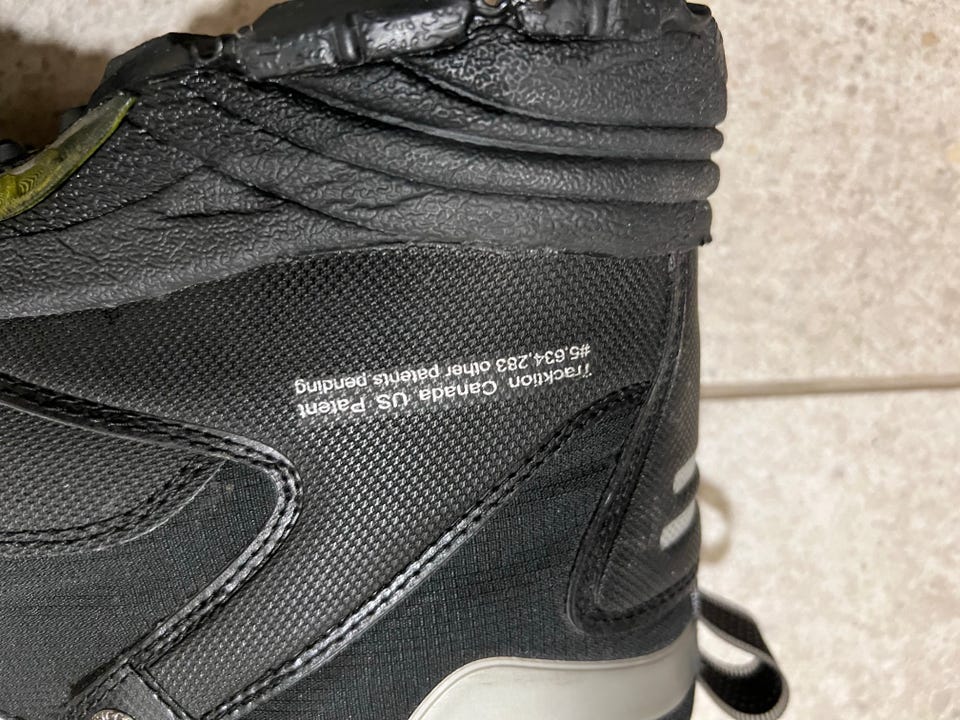 Tracktion Canada US Patent
#5,634,283 other patents pending